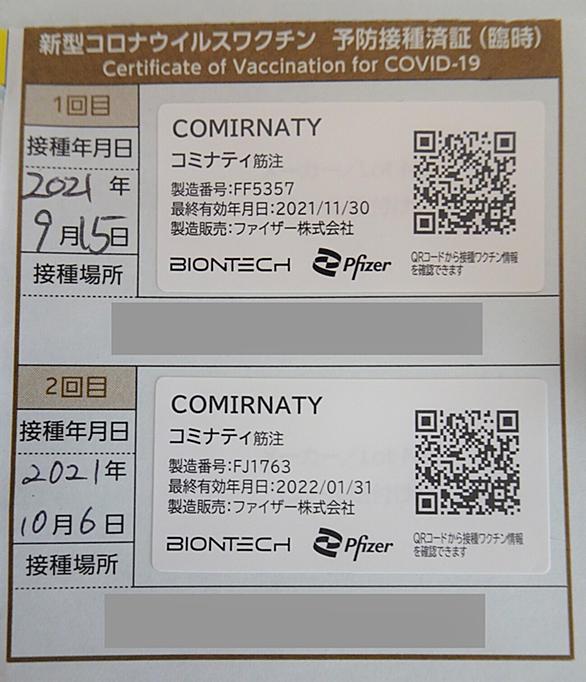 新型コロナウイルスワクチン 予防接種済証(臨時)
Certificate of Vaccination for COVID-19
1回目
接種年月日
2021年
9月15日
接種場所
COMIRNATY
コミナティ筋注
製造番号:FF5357
最終有効年月日:2021/11/30
製造販売:ファイザー株式会社
BIONTECH Pfizer
QRコードから接種ワクチン情報
を確認できます
2回目
接種年月日
2021年
10月6日
接種場所
COMIRNATY
コミナティ筋注
製造番号:FJ1763
最終有効年月日:2022/01/31
製造販売:ファイザー株式会社
BIONTECH Pfizer
QRコードから接種ワクチン情報
を確認できます